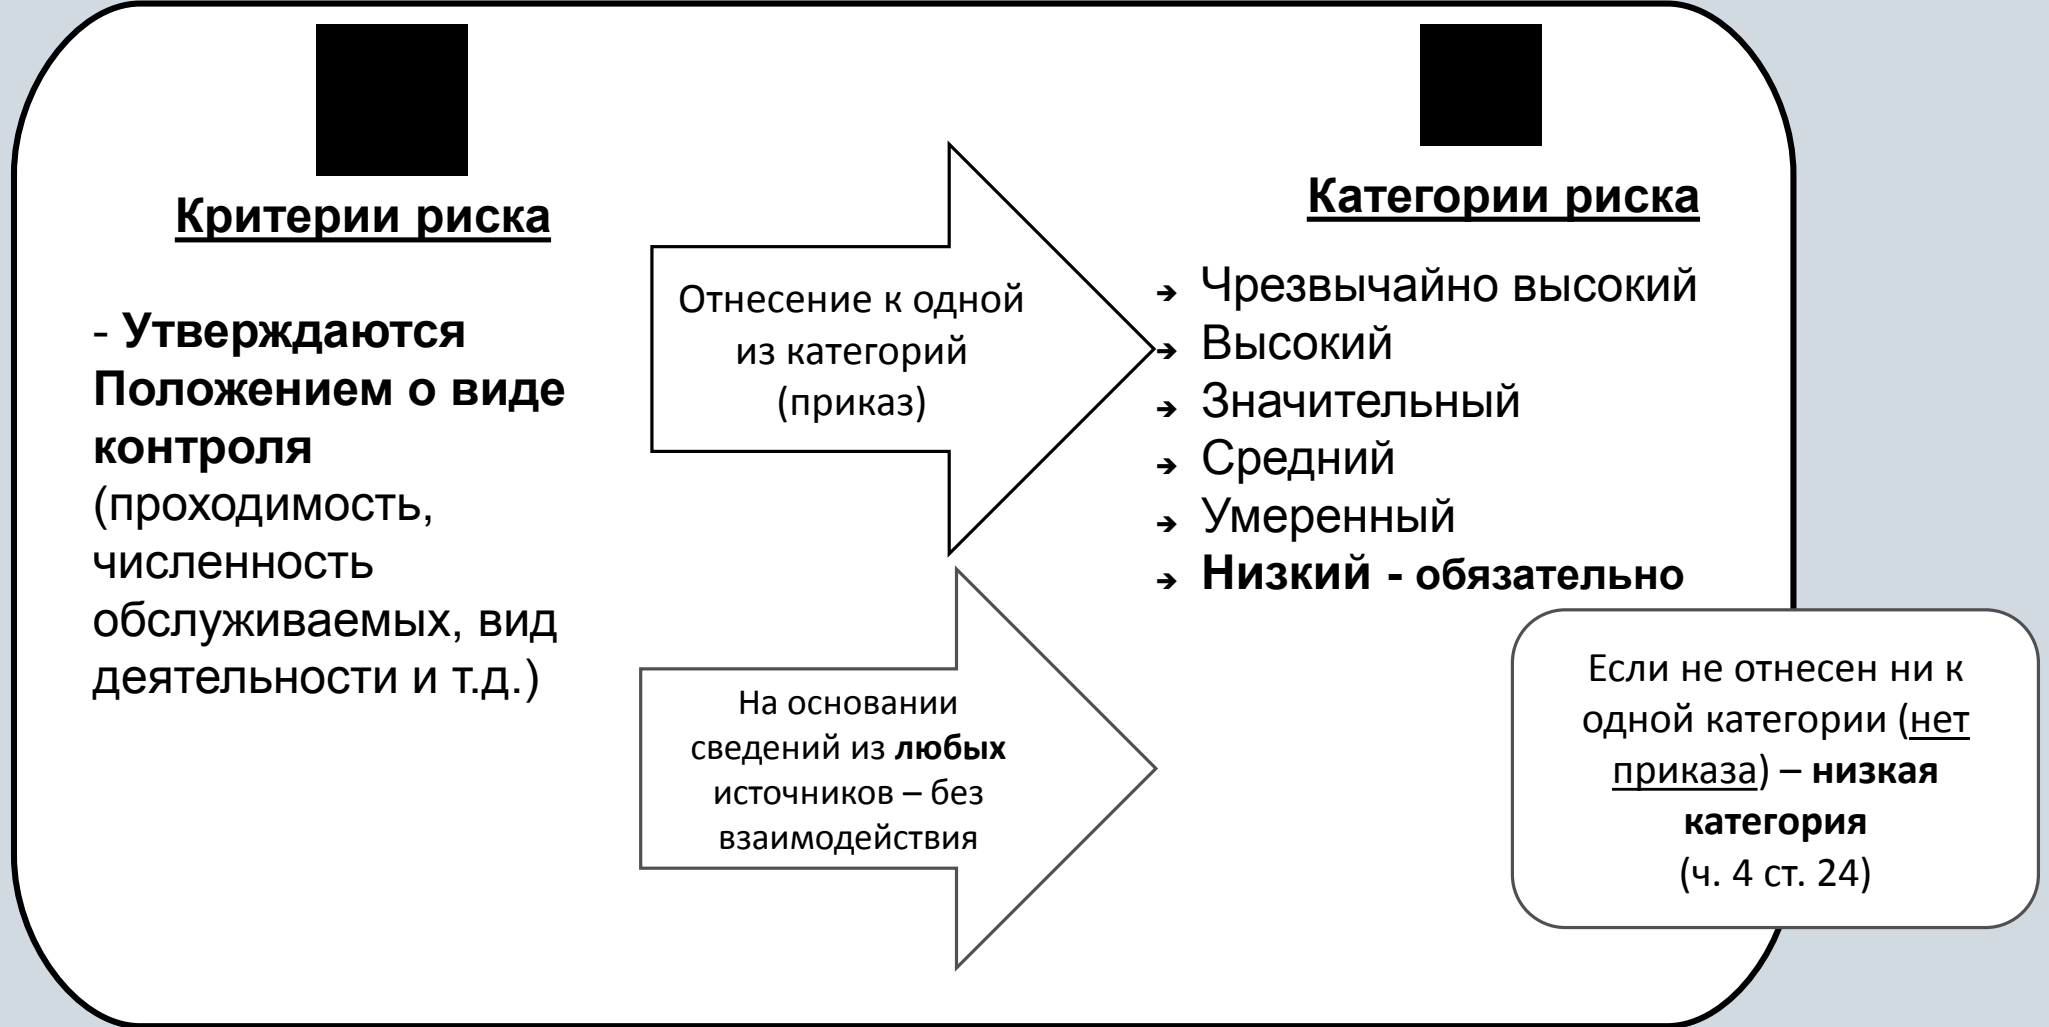 Критерии риска
- Утверждаются
Положением о виде
контроля
(проходимость,
численность
обслуживаемых, вид
деятельности и т.д.)
Отнесение к одной
из категорий
(приказ)
На основании
сведений из любых
источников – без
взаимодействия
Категории риска
→ Чрезвычайно высокий
→ Высокий
→ Значительный
→ Средний
→ Умеренный
→ Низкий - обязательно
Если не отнесен ни к
одной категории (нет
приказа) – низкая
категория
(ч. 4 ст. 24)